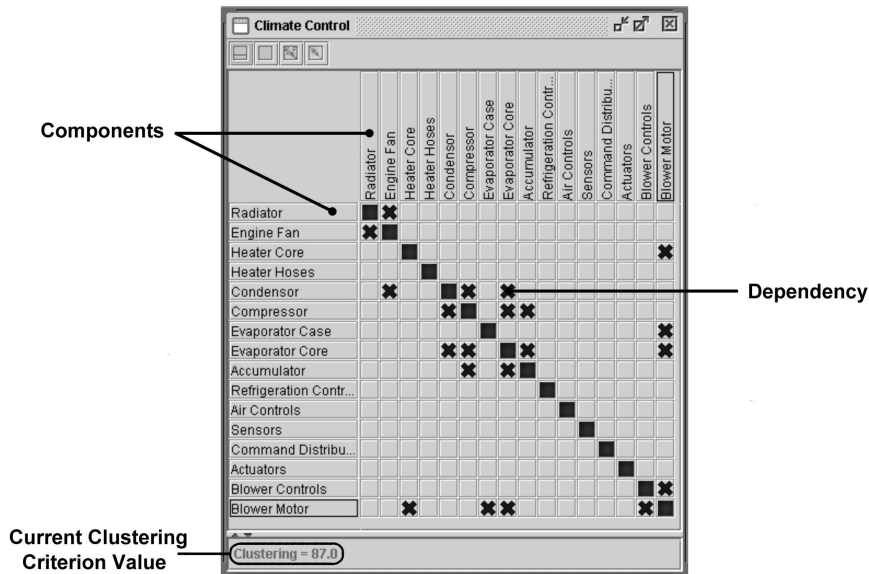 Climate Control
Components
Radiator
Engine Fan
Heater Core
Heater Hoses
Condensor
Compressor
Evaporator Case
Evaporator Core
Accumulator
Refrigeration Contr...
Air Controls
Sensors
Command Distribu...
Actuators
Blower Controls
Blower Motor
Radiator
Engine Fan
Heater Core
Heater Hoses
Condensor
Dependency
Compressor
Evaporator Case
Evaporator Core
Accumulator
Refrigeration Contr...
Air Controls
Sensors
Command Distribu...
Actuators
Blower Controls
Blower Motor
Current Clustering
Criterion Value
Clustering = 87.0